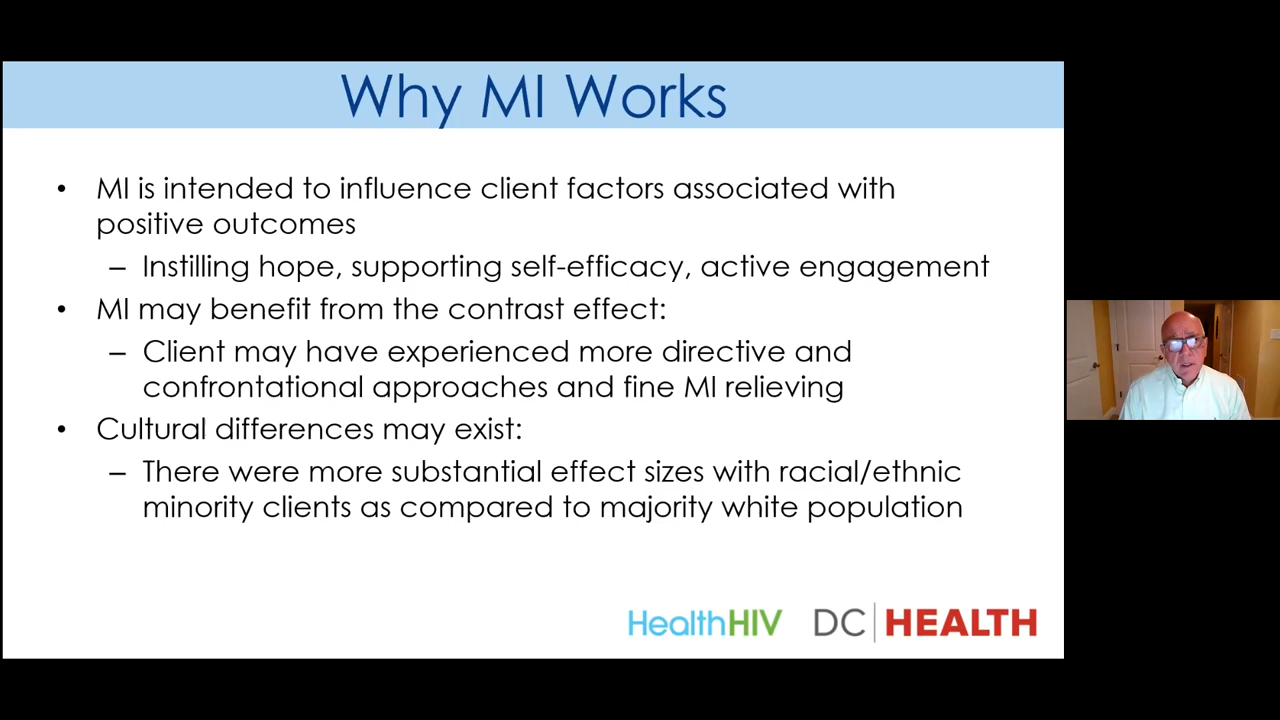 Why MI Works
• MI is intended to influence client factors associated with
positive outcomes
– Instilling hope, supporting self-efficacy, active engagement
• MI may benefit from the contrast effect:
– Client may have experienced more directive and
confrontational approaches and fine MI relieving
• Cultural differences may exist:
– There were more substantial effect sizes with racial/ethnic
minority clients as compared to majority white population
HealthHIV DC HEALTH